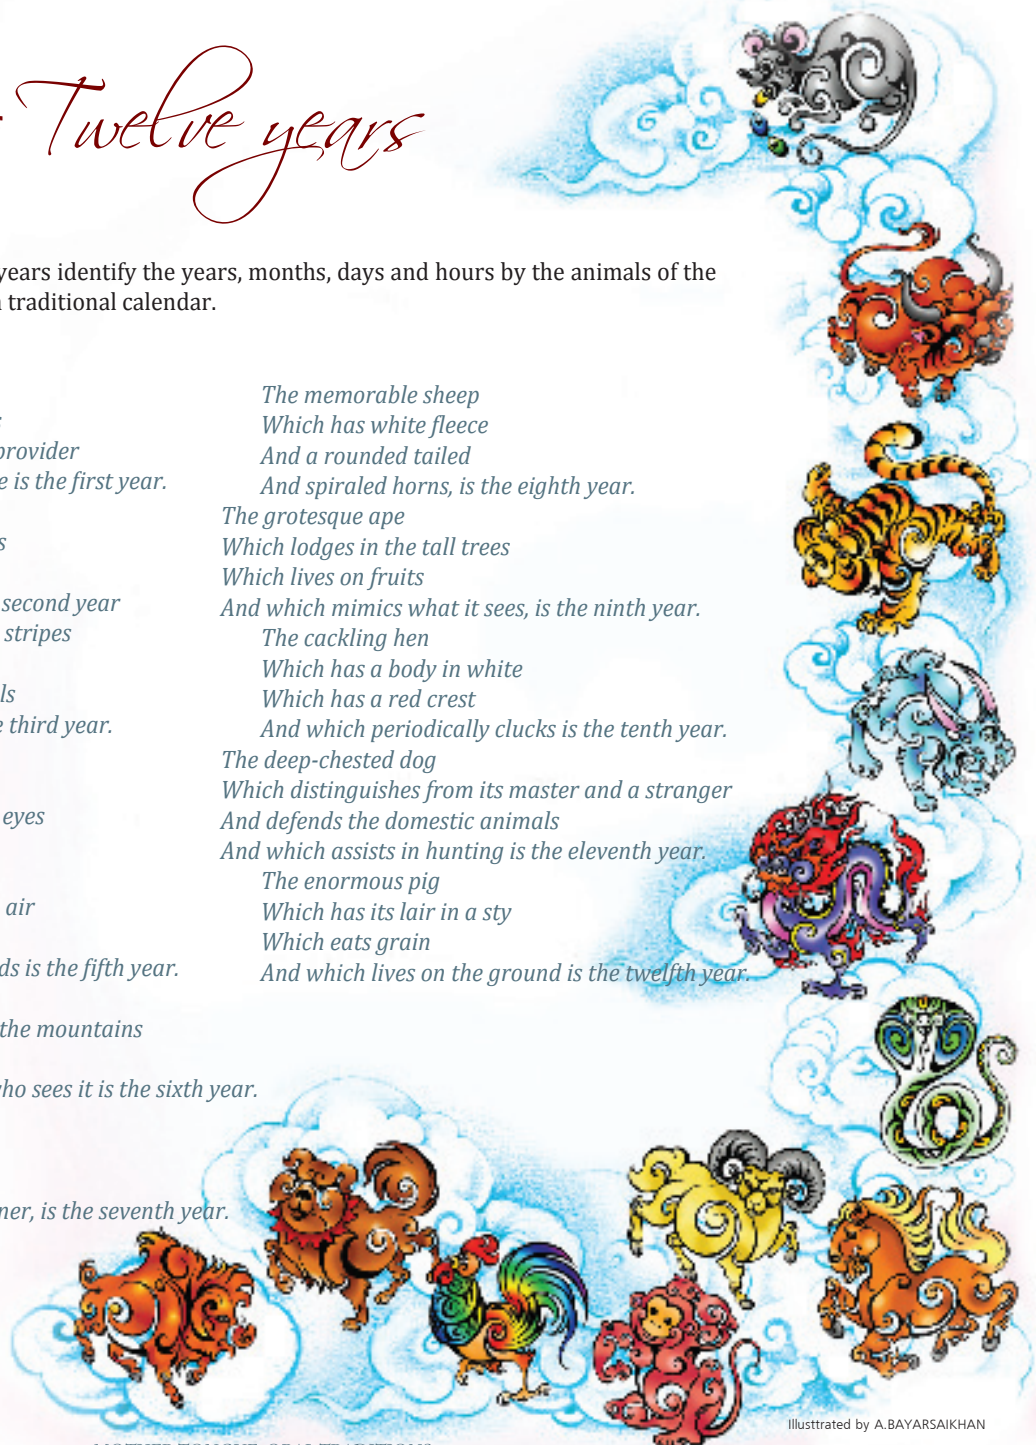 Twelve years
years identify the years, months, days and hours by the animals of the
traditional calendar.
provider
is the first year.
second year
stripes
third year.
eyes
air
is the fifth year.
the mountains
who sees it is the sixth year.
is the seventh year.
The memorable sheep
Which has white fleece
And a rounded tailed
And spiraled horns, is the eighth year.
The grotesque ape
Which lodges in the tall trees
Which lives on fruits
And which mimics what it sees, is the ninth year.
The cackling hen
Which has a body in white
Which has a red crest
And which periodically clucks is the tenth year.
The deep-chested dog
Which distinguishes from its master and a stranger
And defends the domestic animals
And which assists in hunting is the eleventh year.
The enormous pig
Which has its lair in a sty
Which eats grain
And which lives on the ground is the twelfth year.
Illusttrated by A.BAYARSAIKHAN